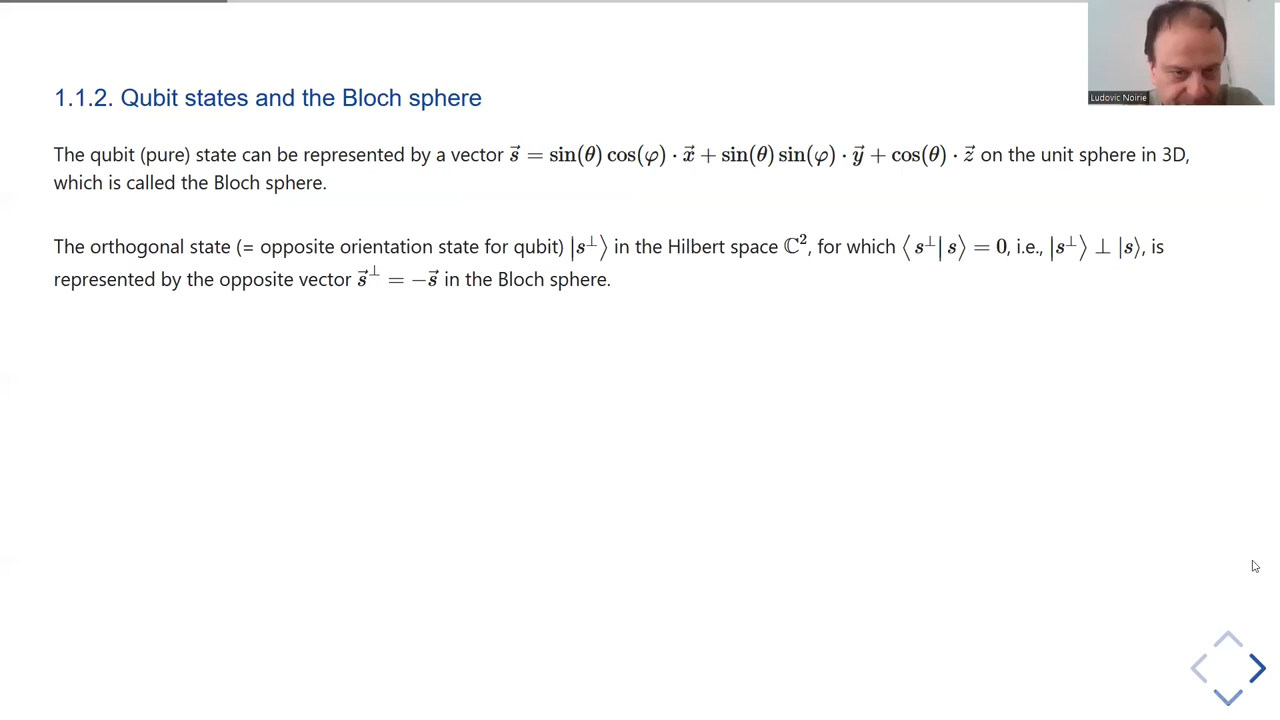 Ludovic Noirie
1.1.2. Qubit states and the Bloch sphere
The qubit (pure) state can be represented by a vector s⃗ = sin(θ) cos(φ) · x⃗ + sin(θ) sin(φ) · y⃗ + cos(θ) · z⃗ on the unit sphere in 3D,
which is called the Bloch sphere.
The orthogonal state (= opposite orientation state for qubit) |s⊥⟩ in the Hilbert space ℂ², for which ⟨s⊥|s⟩ = 0, i.e., |s⊥⟩ ⊥ |s⟩, is
represented by the opposite vector s⃗⊥ = −s⃗ in the Bloch sphere.